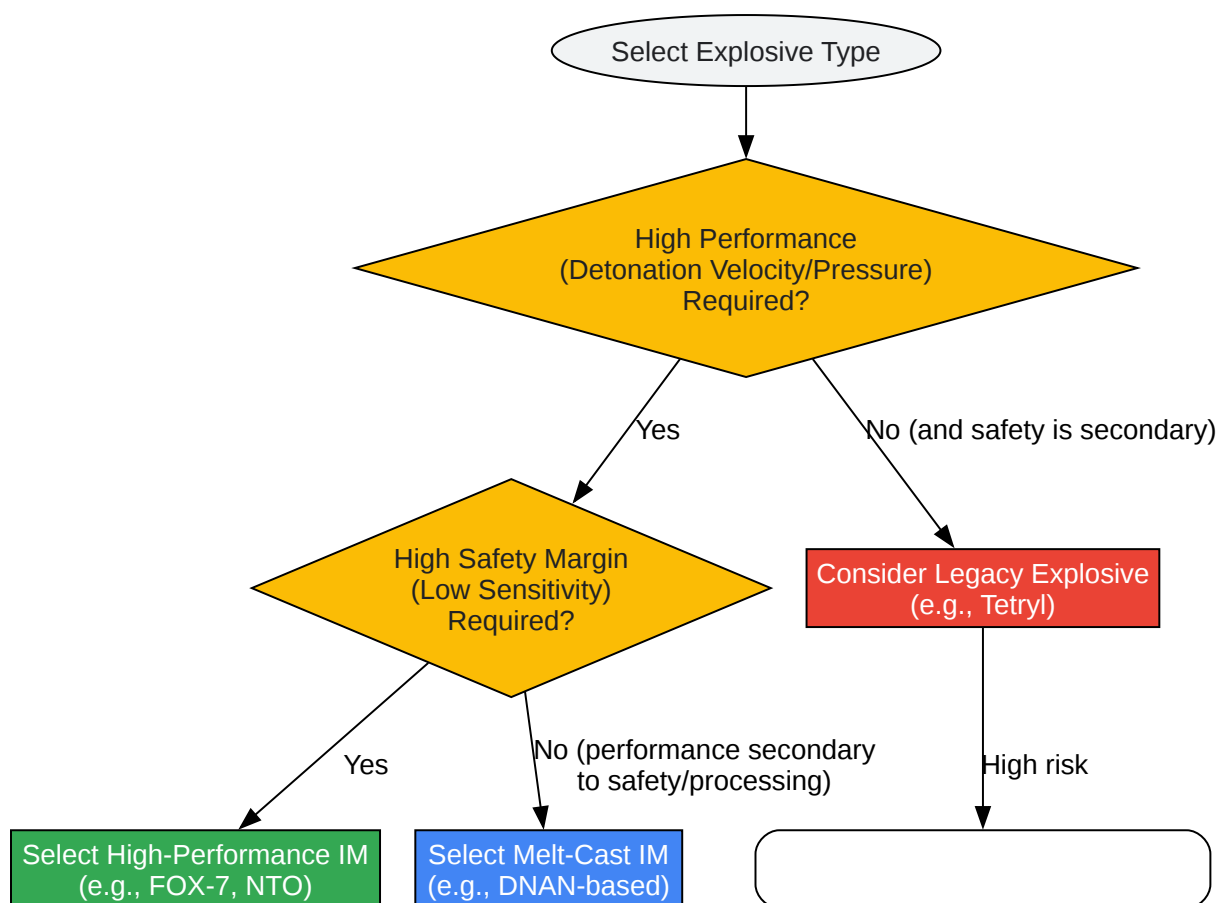 Select Explosive Type
High Performance
(Detonation Velocity/Pressure)
Required?
Yes
No (and safety is secondary)
High Safety Margin
(Low Sensitivity)
Required?
Consider Legacy Explosive
(e.g., Tetryl)
Yes
No (performance secondary
to safety/processing)
High risk
Select High-Performance IM
(e.g., FOX-7, NTO)
Select Melt-Cast IM
(e.g., DNAN-based)